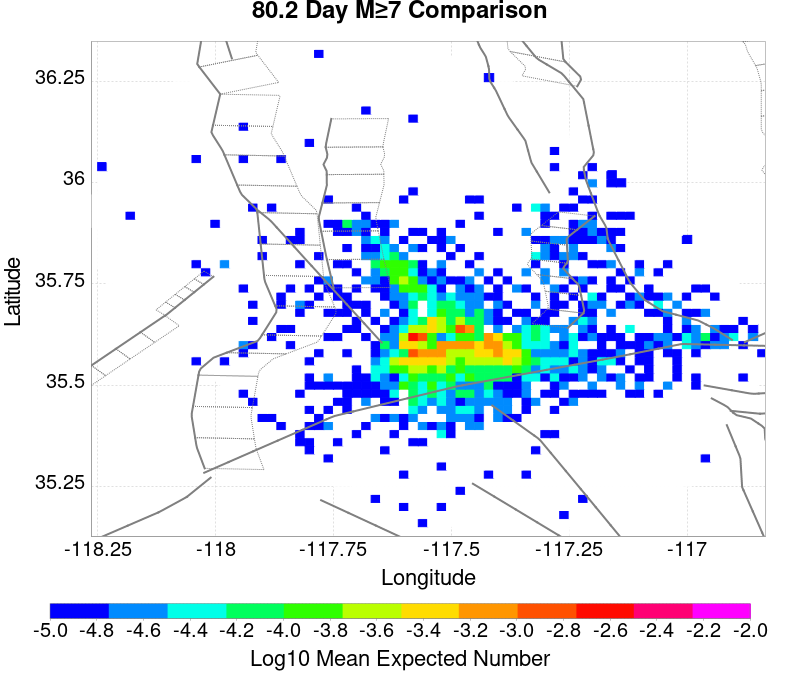 80.2 Day M≥7 Comparison
36.25
36
35.75
35.5
35.25
Latitude
-118.25 -118 -117.75 -117.5 -117.25 -117
Longitude
-5.0 -4.8 -4.6 -4.4 -4.2 -4.0 -3.8 -3.6 -3.4 -3.2 -3.0 -2.8 -2.6 -2.4 -2.2 -2.0
Log10 Mean Expected Number